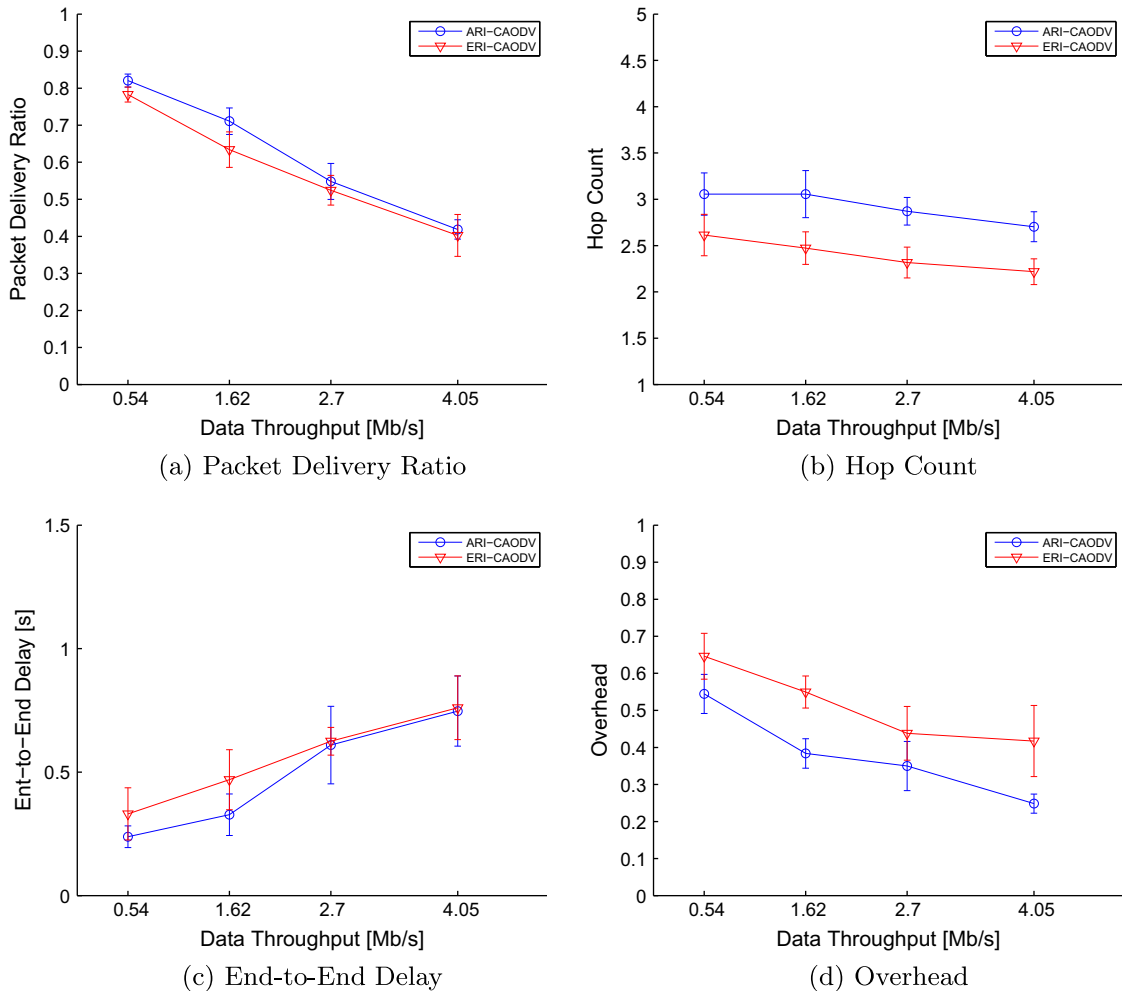 1
0.9
0.8
0.7
0.6
0.5
0.4
0.3
0.2
0.1
0
Packet Delivery Ratio
ARI−CAODV
ERI−CAODV
0.54 1.62 2.7 4.05
Data Throughput [Mb/s]
(a) Packet Delivery Ratio
5
4.5
4
3.5
3
2.5
2
1.5
1
Hop Count
ARI−CAODV
ERI−CAODV
0.54 1.62 2.7 4.05
Data Throughput [Mb/s]
(b) Hop Count
1.5
1
0.5
0
Ent−to−End Delay [s]
ARI−CAODV
ERI−CAODV
0.54 1.62 2.7 4.05
Data Throughput [Mb/s]
(c) End-to-End Delay
1
0.9
0.8
0.7
0.6
0.5
0.4
0.3
0.2
0.1
0
Overhead
ARI−CAODV
ERI−CAODV
0.54 1.62 2.7 4.05
Data Throughput [Mb/s]
(d) Overhead